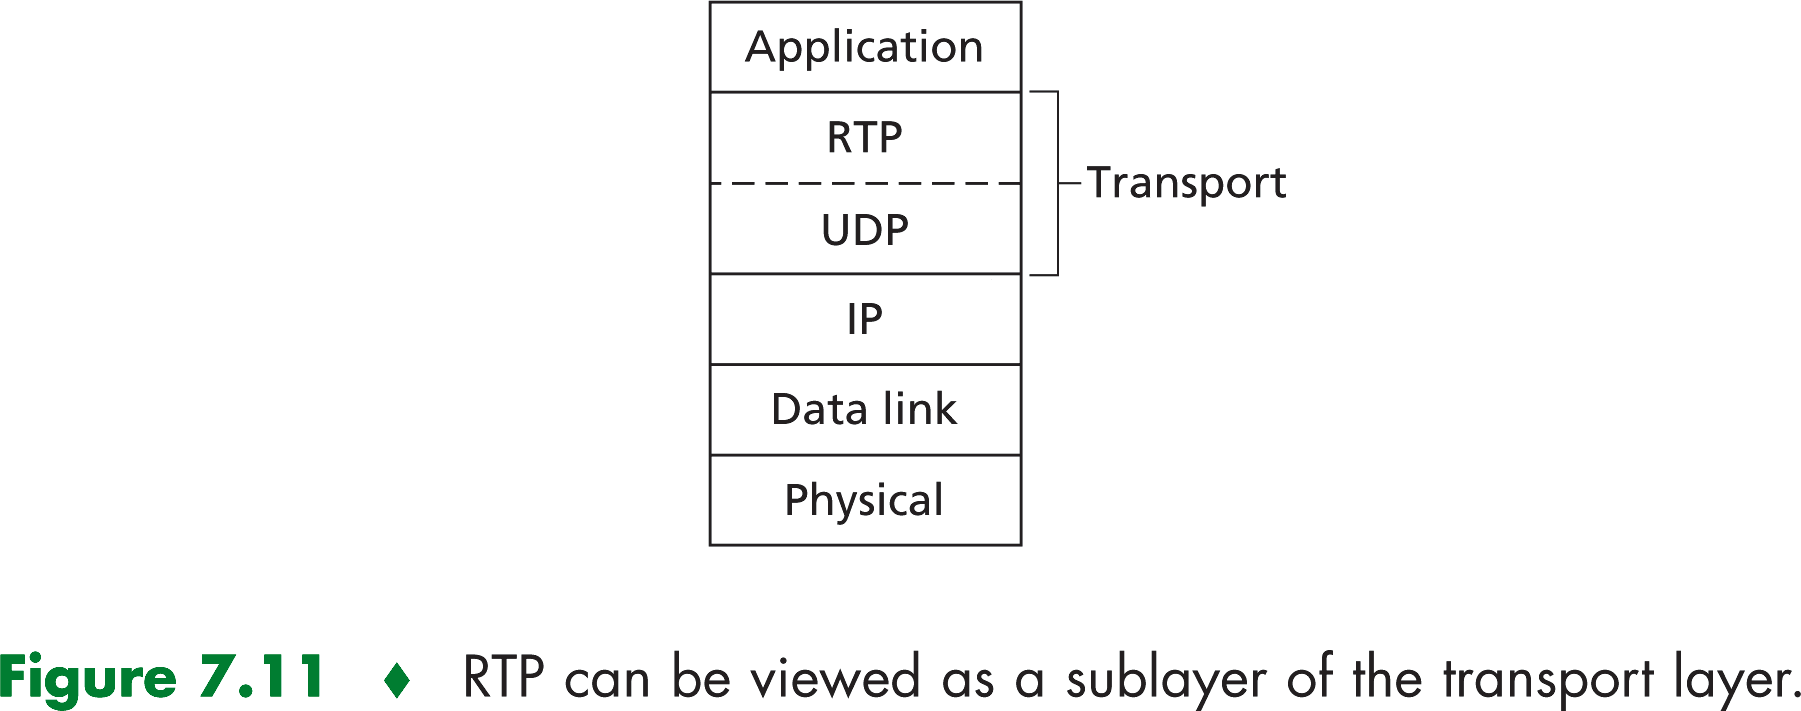 Application
RTP
Transport
UDP
IP
Data link
Physical
Figure 7.11 ♦ RTP can be viewed as a sublayer of the transport layer.